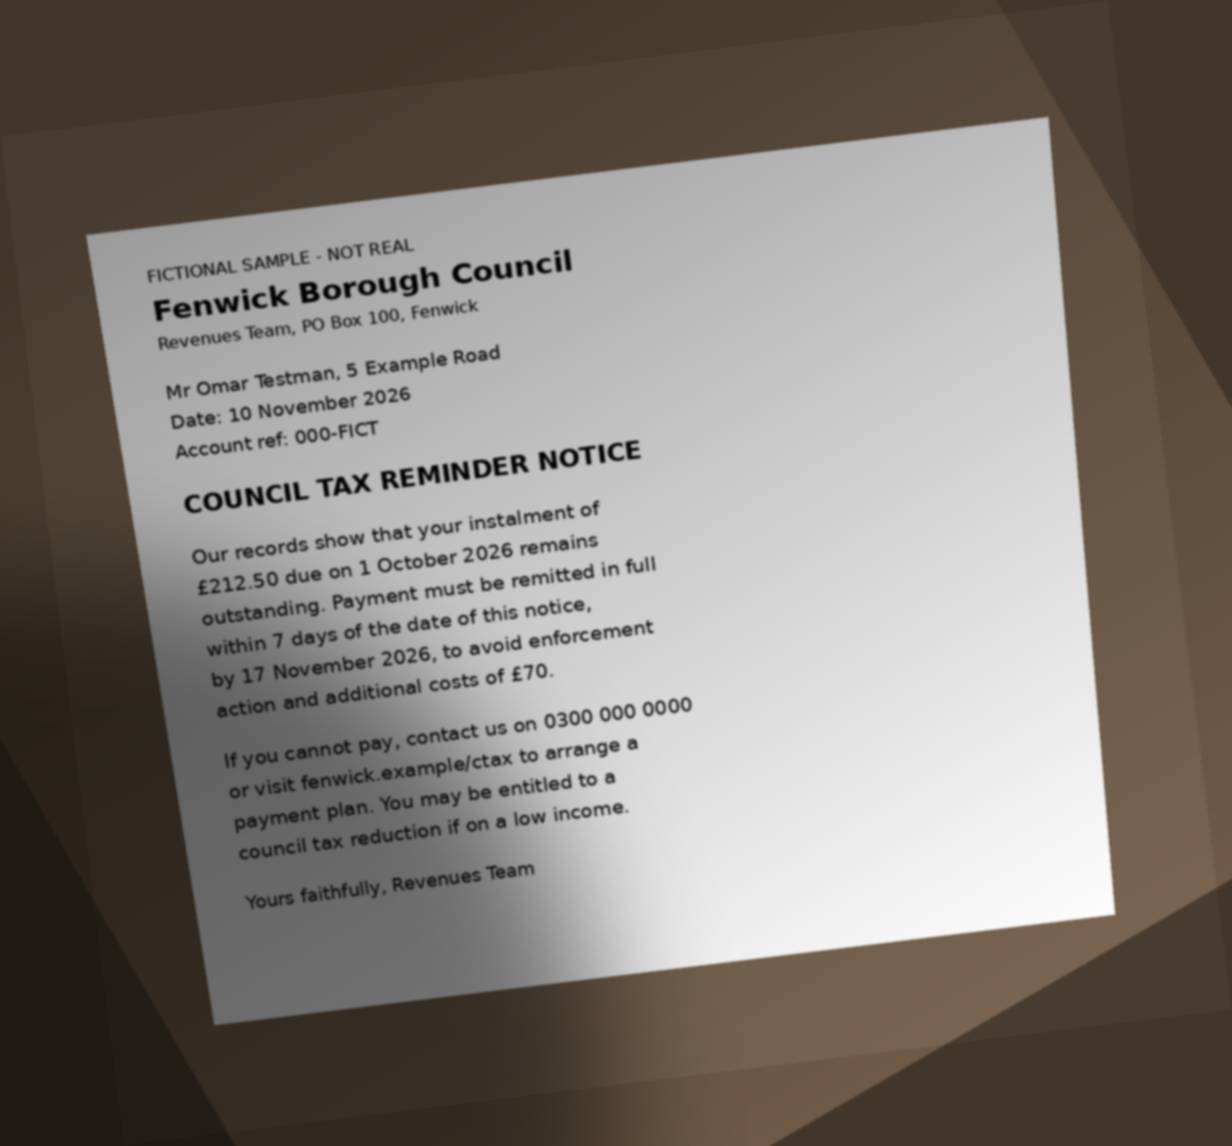 FICTIONAL SAMPLE - NOT REAL
Fenwick Borough Council
Revenues Team, PO Box 100, Fenwick
Mr Omar Testman, 5 Example Road
Date: 10 November 2026
Account ref: 000-FICT
COUNCIL TAX REMINDER NOTICE
Our records show that your instalment of
£212.50 due on 1 October 2026 remains
outstanding. Payment must be remitted in full
within 7 days of the date of this notice,
by 17 November 2026, to avoid enforcement
action and additional costs of £70.
If you cannot pay, contact us on 0300 000 0000
or visit fenwick.example/ctax to arrange a
payment plan. You may be entitled to a
council tax reduction if on a low income.
Yours faithfully, Revenues Team